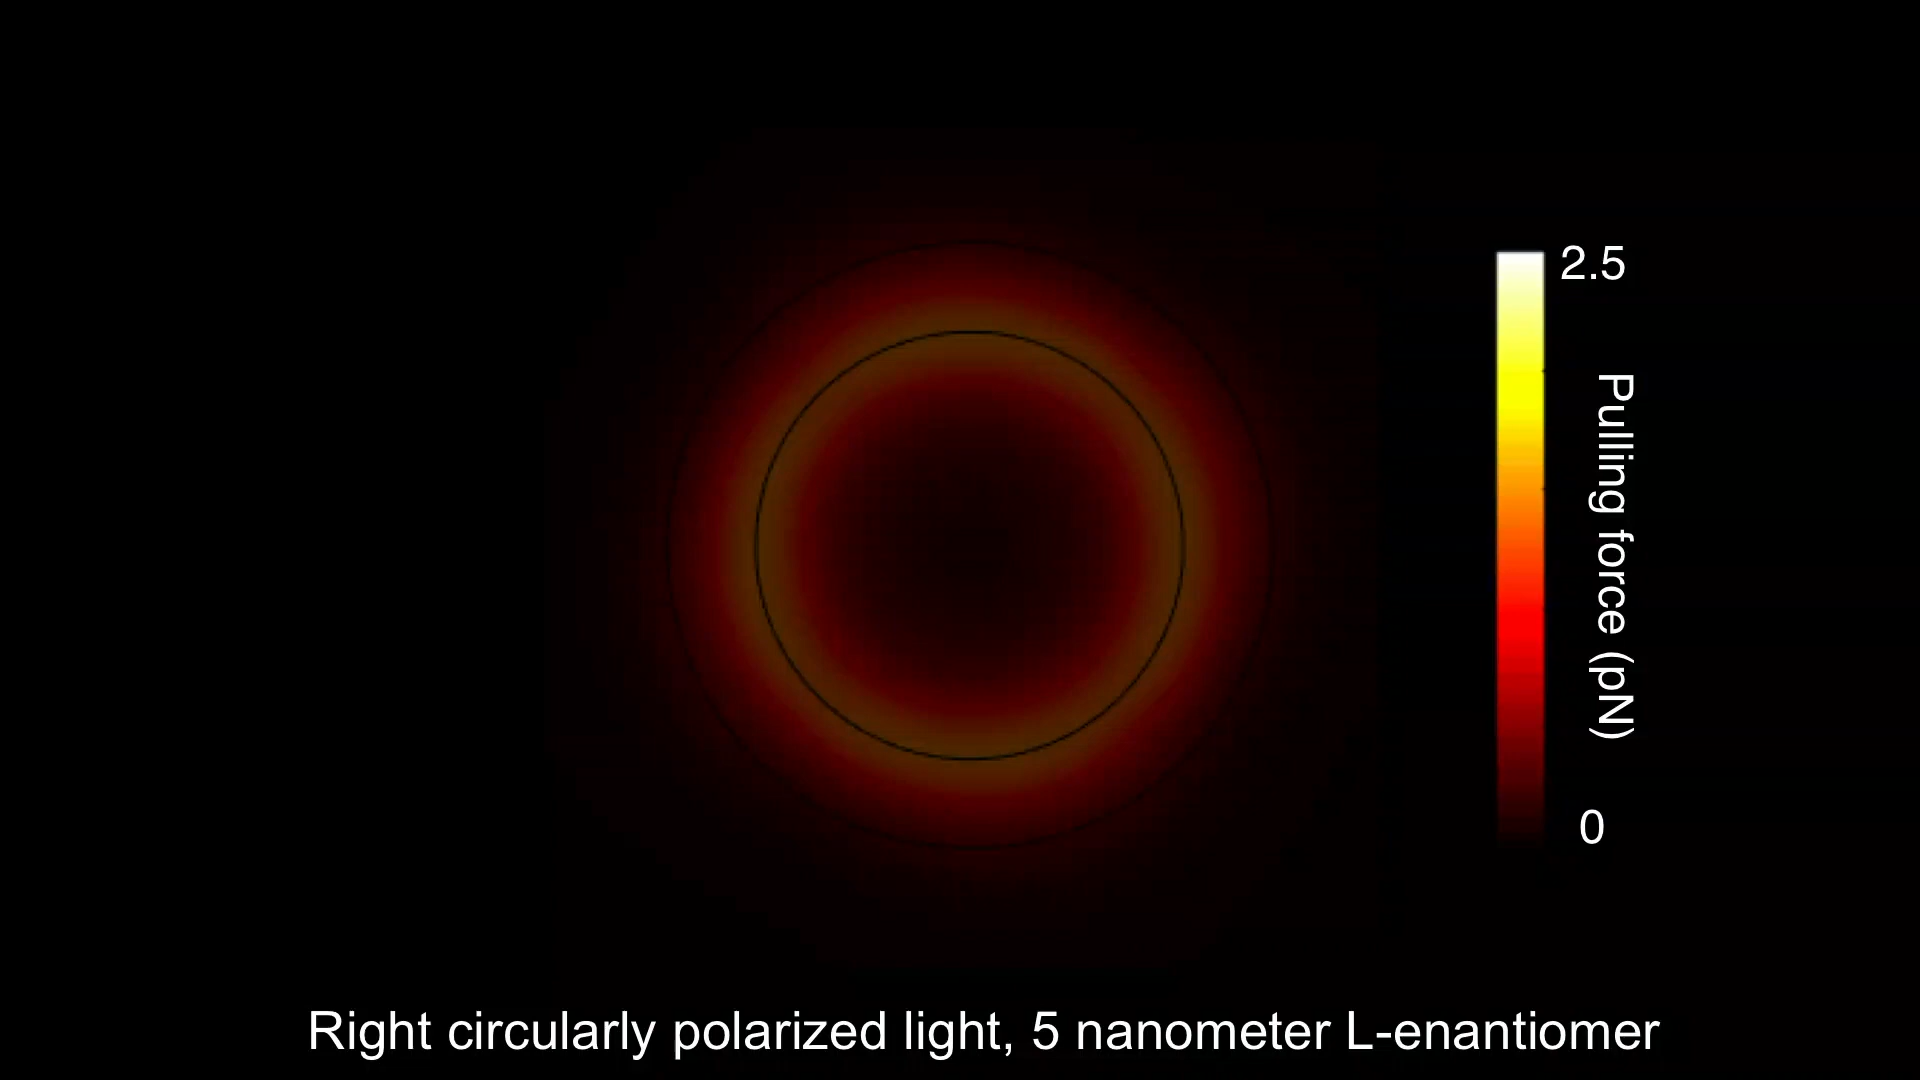 2.5
Pulling force (pN)
0
Right circularly polarized light, 5 nanometer L-enantiomer